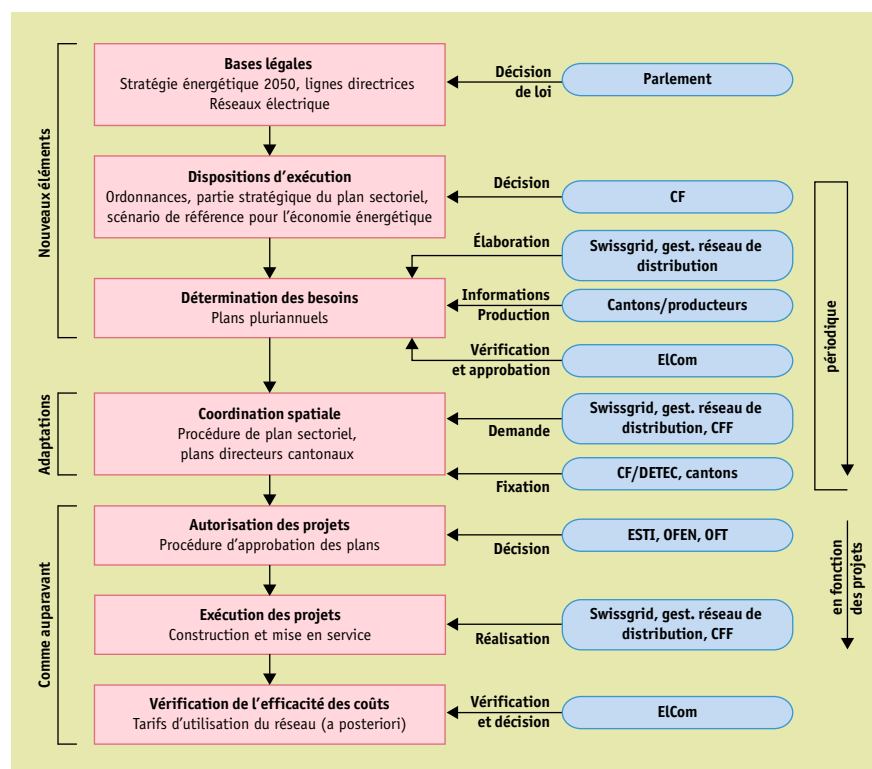 Bases légales
Stratégie énergétique 2050, lignes directrices
Réseaux électrique
Décision
de loi
Parlement
Nouveaux éléments
Dispositions d'exécution
Ordonnances, partie stratégique du plan sectoriel,
scénario de référence pour l'économie énergétique
Décision
CF
Élaboration
Swissgrid, gest. réseau de
distribution
Détermination des besoins
Plans pluriannuels
Informations
Production
Cantons/producteurs
Vérification
et approbation
ElCom
périodique
Adaptations
Coordination spatiale
Procédure de plan sectoriel,
plans directeurs cantonaux
Demande
Swissgrid, gest. réseau de
distribution, CFF
Fixation
CF/DETEC, cantons
Comme auparavant
Autorisation des projets
Procédure d'approbation des plans
Décision
ESTI, OFEN, OFT
en fonction
des projets
Exécution des projets
Construction et mise en service
Réalisation
Swissgrid, gest. réseau de
distribution, CFF
Vérification de l'efficacité des coûts
Tarifs d'utilisation du réseau (a posteriori)
Vérification
et décision
ElCom